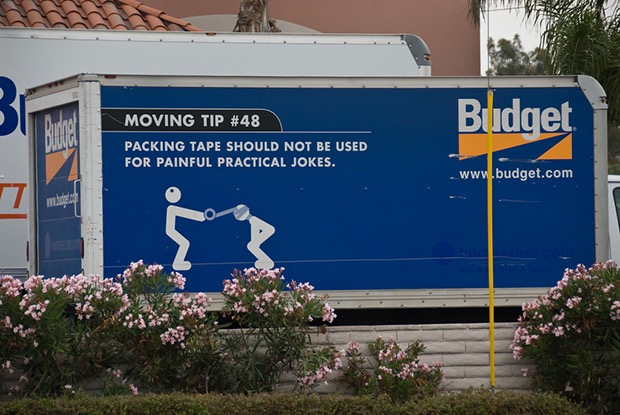 MOVING TIP #48
PACKING TAPE SHOULD NOT BE USED
FOR PAINFUL PRACTICAL JOKES.
Budget
www.budget.com
Budget
www.budget.com